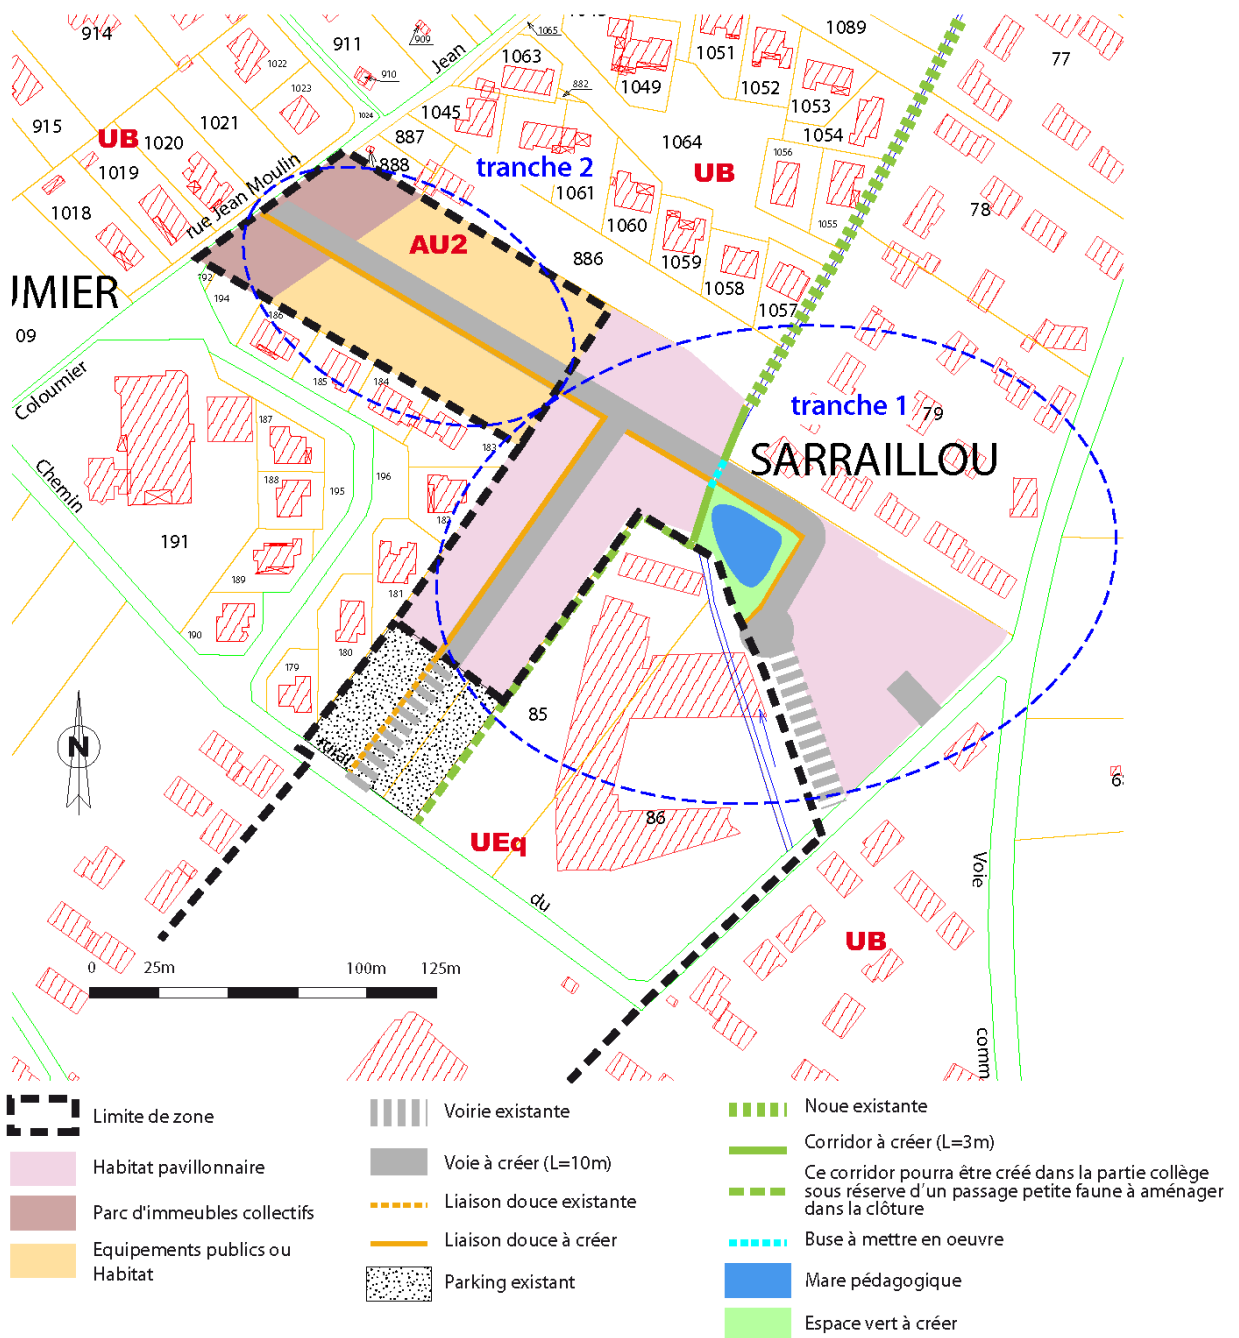 914
911
909
1065
1045
1051
1089
77
1063
1022
910
882
1049
1052
1053
Jean
1023
1024
915
UB
1020
1021
1045
887
888
1064
1054
1019
tranche 2
UB
1056
1018
rue Jean Moulin
1061
1060
1055
78
AU2
886
1059
1058
1057
192
194
UMIER
186
09
185
184
Coloumier
tranche 1
79
187
183
SARRAILLOU
Chemin
188
195
196
182
191
189
181
190
180
179
85
N
rural
86
6
UEq
du
Voie
UB
0
25m
100m
125m
comm
Limite de zone
Habitat pavillonnaire
Parc d'immeubles collectifs
Equipements publics ou
Habitat
Voirie existante
Voie à créer (L=10m)
Liaison douce existante
Liaison douce à créer
Parking existant
Noue existante
Corridor à créer (L=3m)
Ce corridor pourra être créé dans la partie collège
sous réserve d'un passage petite faune à aménager
dans la clôture
Buse à mettre en oeuvre
Mare pédagogique
Espace vert à créer